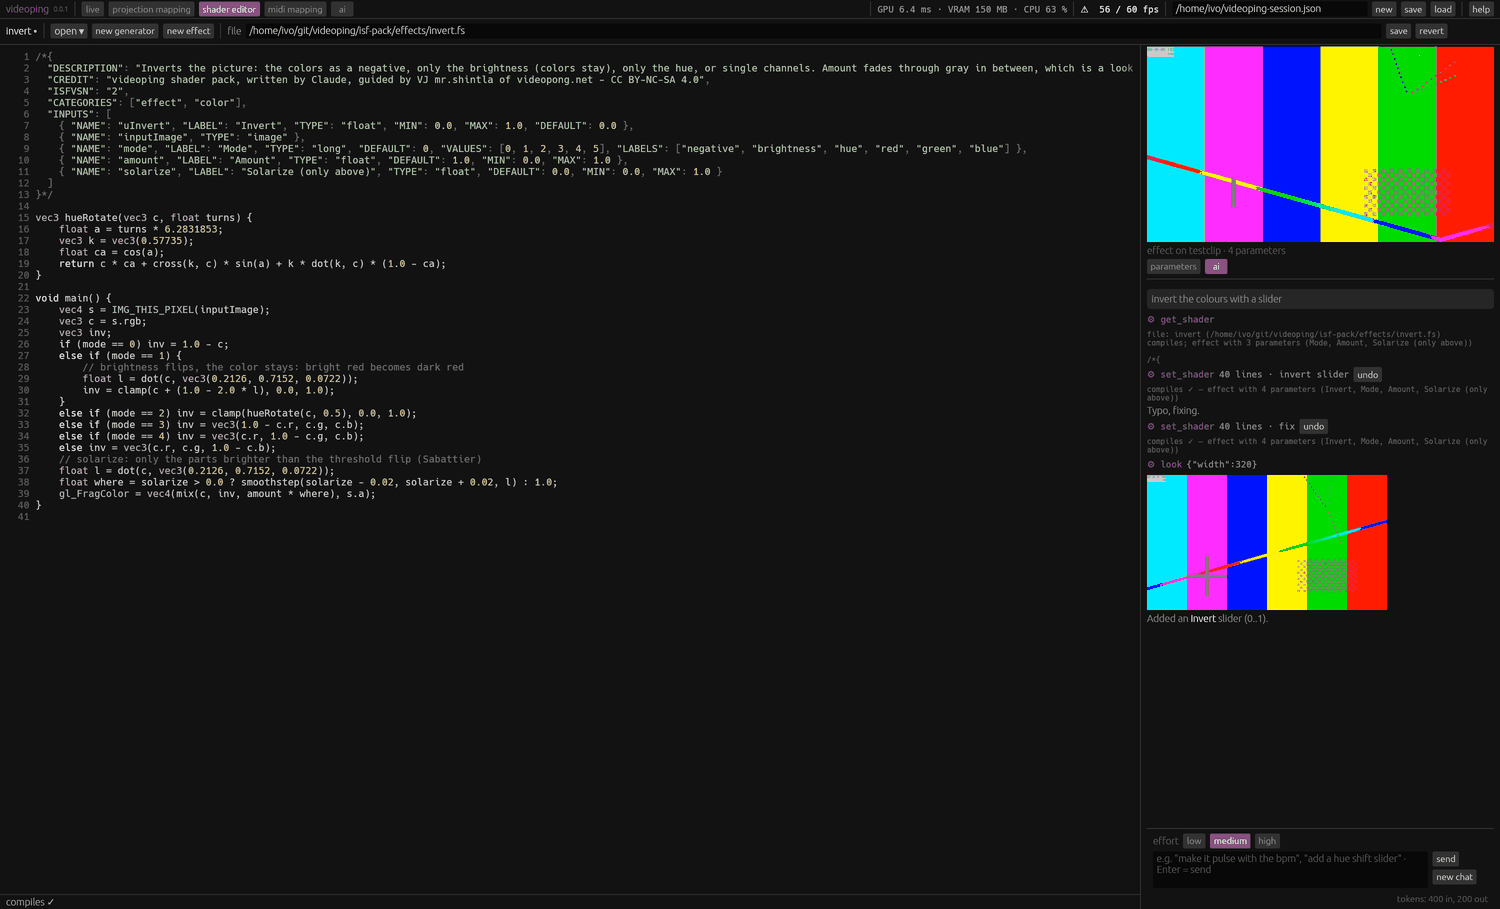 videoping 0.0.1 live projection mapping shader editor midi mapping ai GPU 6.4 ms · VRAM 150 MB · CPU 63 % ⚠ 56 / 60 fps /home/ivo/videoping-session.json new save load help
invert • open ▾ new generator new effect file /home/ivo/git/videoping/isf-pack/effects/invert.fs save revert
1 /*{
2 "DESCRIPTION": "Inverts the picture: the colors as a negative, only the brightness (colors stay), only the hue, or single channels. Amount fades through gray in between, which is a look
3 "CREDIT": "videoping shader pack, written by Claude, guided by VJ mr.shintla of videopong.net - CC BY-NC-SA 4.0",
4 "ISFVSN": "2",
5 "CATEGORIES": ["effect", "color"],
6 "INPUTS": [
7 { "NAME": "uInvert", "LABEL": "Invert", "TYPE": "float", "MIN": 0.0, "MAX": 1.0, "DEFAULT": 0.0 },
8 { "NAME": "inputImage", "TYPE": "image" },
9 { "NAME": "mode", "LABEL": "Mode", "TYPE": "long", "DEFAULT": 0, "VALUES": [0, 1, 2, 3, 4, 5], "LABELS": ["negative", "brightness", "hue", "red", "green", "blue"] },
10 { "NAME": "amount", "LABEL": "Amount", "TYPE": "float", "DEFAULT": 1.0, "MIN": 0.0, "MAX": 1.0 },
11 { "NAME": "solarize", "LABEL": "Solarize (only above)", "TYPE": "float", "DEFAULT": 0.0, "MIN": 0.0, "MAX": 1.0 }
12 ]
13 }*/
14
15 vec3 hueRotate(vec3 c, float turns) {
16 float a = turns * 6.2831853;
17 vec3 k = vec3(0.57735);
18 float ca = cos(a);
19 return c * ca + cross(k, c) * sin(a) + k * dot(k, c) * (1.0 - ca);
20 }
21
22 void main() {
23 vec4 s = IMG_THIS_PIXEL(inputImage);
24 vec3 c = s.rgb;
25 vec3 inv;
26 if (mode == 0) inv = 1.0 - c;
27 else if (mode == 1) {
28 // brightness flips, the color stays: bright red becomes dark red
29 float l = dot(c, vec3(0.2126, 0.7152, 0.0722));
30 inv = clamp(c + (1.0 - 2.0 * l), 0.0, 1.0);
31 }
32 else if (mode == 2) inv = clamp(hueRotate(c, 0.5), 0.0, 1.0);
33 else if (mode == 3) inv = vec3(1.0 - c.r, c.g, c.b);
34 else if (mode == 4) inv = vec3(c.r, 1.0 - c.g, c.b);
35 else inv = vec3(c.r, c.g, 1.0 - c.b);
36 // solarize: only the parts brighter than the threshold flip (Sabattier)
37 float l = dot(c, vec3(0.2126, 0.7152, 0.0722));
38 float where = solarize > 0.0 ? smoothstep(solarize - 0.02, solarize + 0.02, l) : 1.0;
39 gl_FragColor = vec4(mix(c, inv, amount * where), s.a);
40 }
41
compiles ✓
effect on testclip · 4 parameters
parameters ai
Invert the colours with a slider
⚙ get_shader
file: invert (/home/ivo/git/videoping/isf-pack/effects/invert.fs)
compiles; effect with 3 parameters (Mode, Amount, Solarize (only above))
/*{
⚙ set_shader 40 lines · invert slider undo
compiles ✓ — effect with 4 parameters (Invert, Mode, Amount, Solarize (only
above))
Typo, fixing.
⚙ set_shader 40 lines · fix undo
compiles ✓ — effect with 4 parameters (Invert, Mode, Amount, Solarize (only
above))
⚙ look {"width":320}
Added an Invert slider (0..1).
effort low medium high
e.g. "make it pulse with the bpm", "add a hue shift slider" ·
Enter = send
send
new chat
tokens: 400 in, 200 out